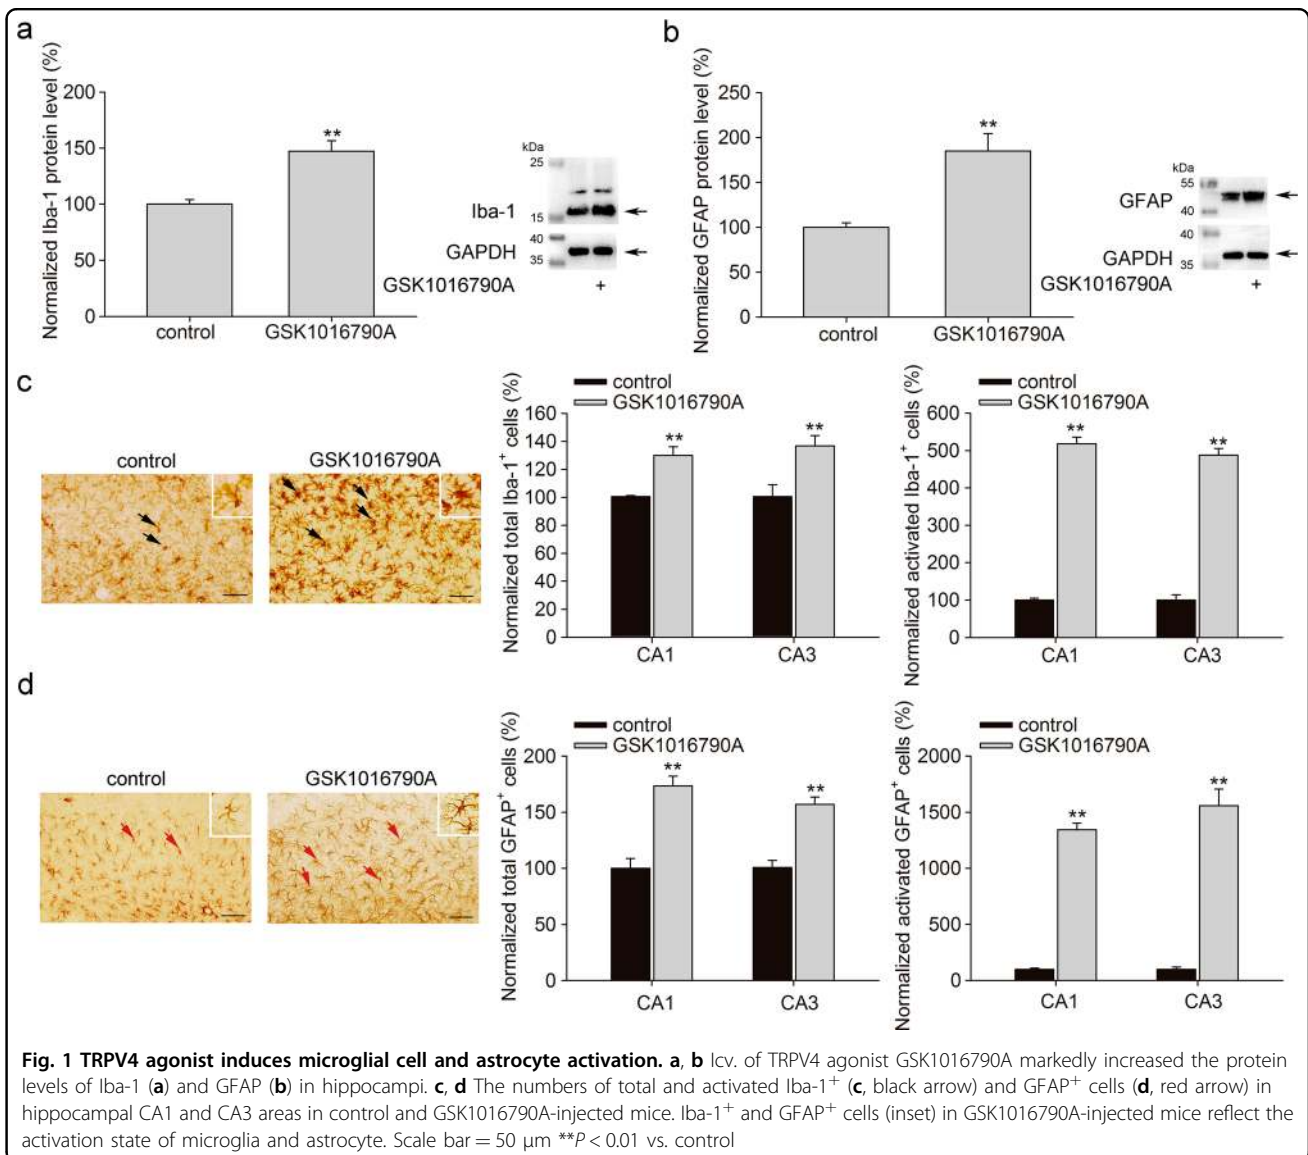 a
Normalized Iba-1 protein level (%)
200
150
100
50
0
**
control
GSK1016790A
kDa
25
15
40
35
Iba-1
GAPDH
GSK1016790A
+
b
Normalized GFAP protein level (%)
250
200
150
100
50
0
**
control
GSK1016790A
kDa
55
40
40
35
GFAP
GAPDH
GSK1016790A
+
c
control
GSK1016790A
control
GSK1016790A
Normalized total Iba-1⁺ cells (%)
160
140
120
100
80
60
40
20
0
**
**
CA1
CA3
control
GSK1016790A
Normalized activated Iba-1⁺ cells (%)
600
500
400
300
200
100
0
**
**
CA1
CA3
d
control
GSK1016790A
control
GSK1016790A
Normalized total GFAP⁺ cells (%)
200
150
100
50
0
**
**
CA1
CA3
control
GSK1016790A
Normalized activated GFAP⁺ cells (%)
2000
1500
1000
500
0
**
**
CA1
CA3
Fig. 1 TRPV4 agonist induces microglial cell and astrocyte activation. a, b Icv. of TRPV4 agonist GSK1016790A markedly increased the protein
levels of Iba-1 (a) and GFAP (b) in hippocampi. c, d The numbers of total and activated Iba-1⁺ (c, black arrow) and GFAP⁺ cells (d, red arrow) in
hippocampal CA1 and CA3 areas in control and GSK1016790A-injected mice. Iba-1⁺ and GFAP⁺ cells (inset) in GSK1016790A-injected mice reflect the
activation state of microglia and astrocyte. Scale bar = 50 μm **P < 0.01 vs. control